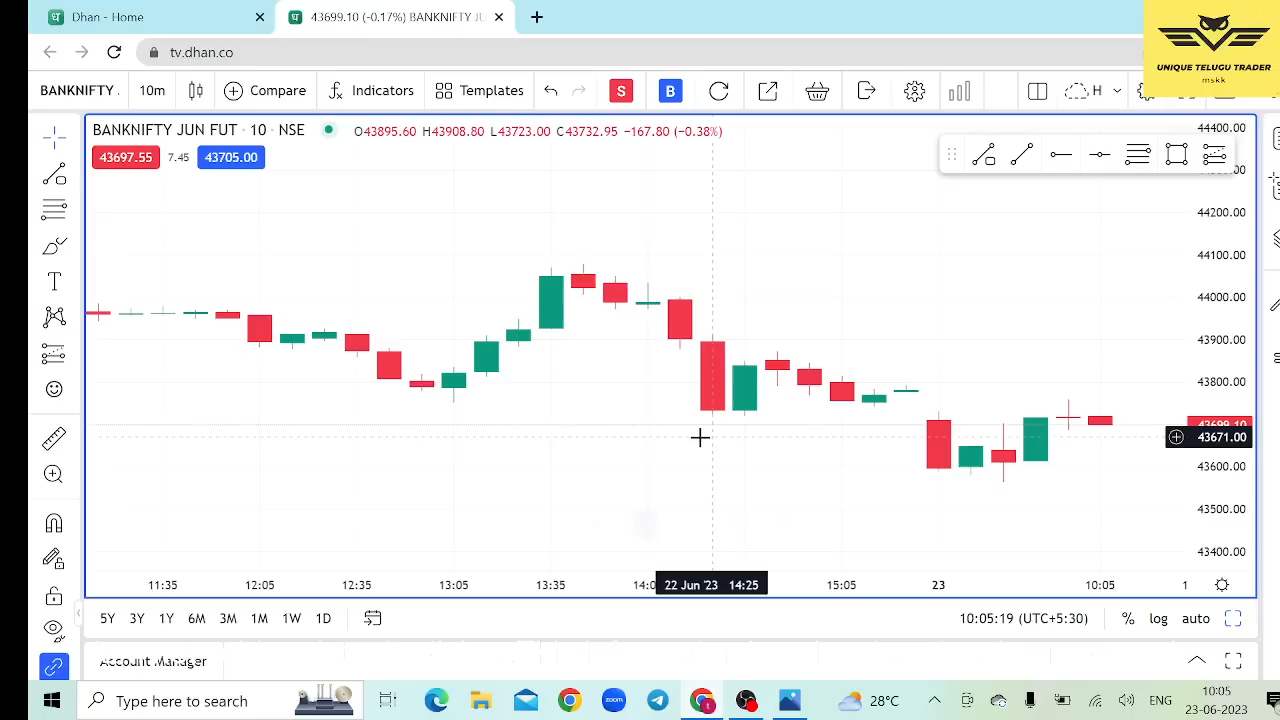 Dh - Home
43699.10 (-0.17%) BANKNIFTY JU
UNIQUE TELUGU TRADER
mskk
tv.dhan.co
BANKNIFTY .
10m
Compare
Indicators
Templates
S
B
H
BANKNIFTY JUN FUT · 10 · NSE
O43895.60 H43908.80 L43723.00 C43732.95 −167.80 (−0.38%)
43697.55
7.45
43705.00
44400.00
44200.00
44100.00
44000.00
43900.00
43800.00
43699.10
43671.00
43600.00
43500.00
43400.00
11:35
12:05
12:35
13:05
13:35
14:0
22 Jun '23 14:25
15:05
23
10:05
1
5Y
3Y
1Y
6M
3M
1M
1W
1D
10:05:19 (UTC+5:30)
%
log
auto
Account Manager
Type here to search
zoom
28°C
ENG
10:05
23-06-2023